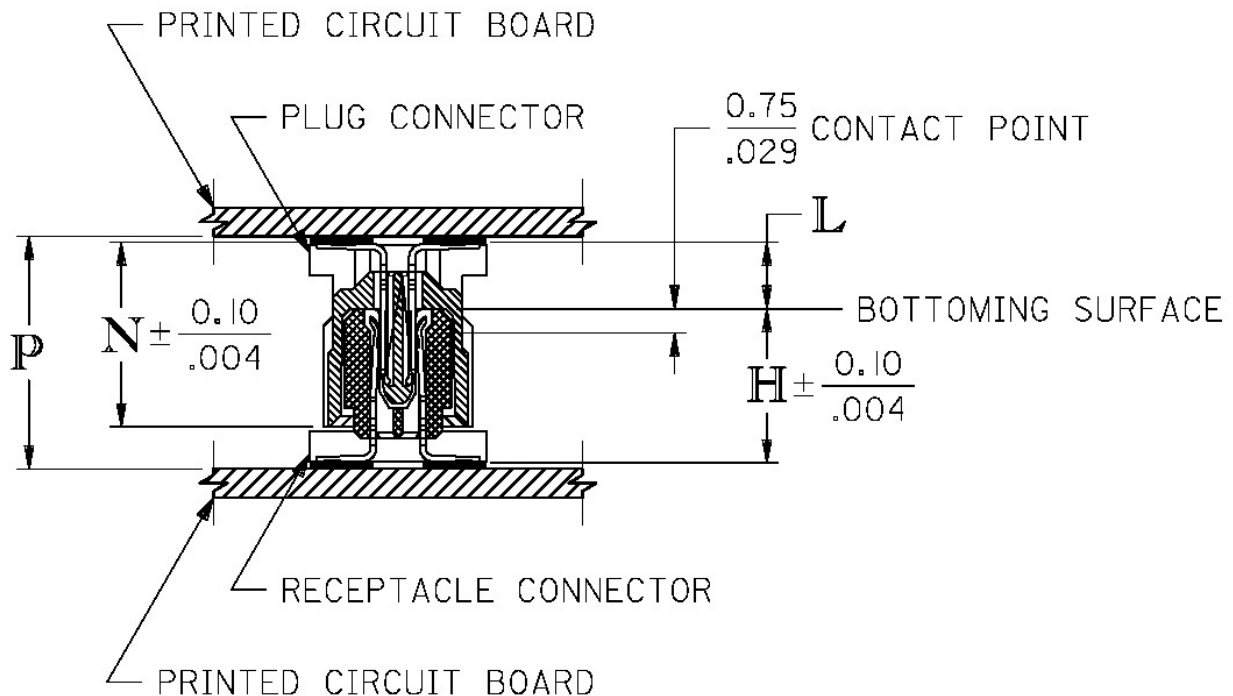 PRINTED CIRCUIT BOARD
PLUG CONNECTOR
0.75
.029
CONTACT POINT
L
BOTTOMING SURFACE
P
N ± 0.10
.004
H ± 0.10
.004
RECEPTACLE CONNECTOR
PRINTED CIRCUIT BOARD